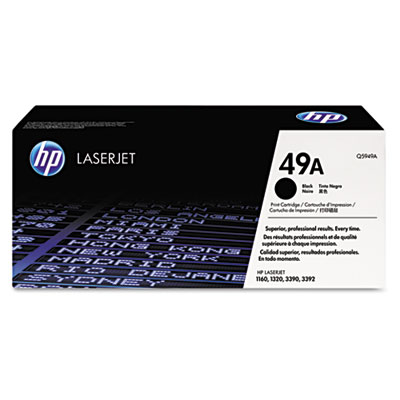 hp
hp
LASERJET
49A
Q5949A
Black Tinte Negra
Noire 黑色
Print Cartridge / Cartouche d'impression /
Cartucho de impresión / 打印硒鼓
Superior, professional results. Every time.
Des résultats professionnels et de qualité
supérieure à chaque impression.
Calidad superior, resultados profesionales.
En todo momento.
HP LASERJET
1160, 1320, 3390, 3392